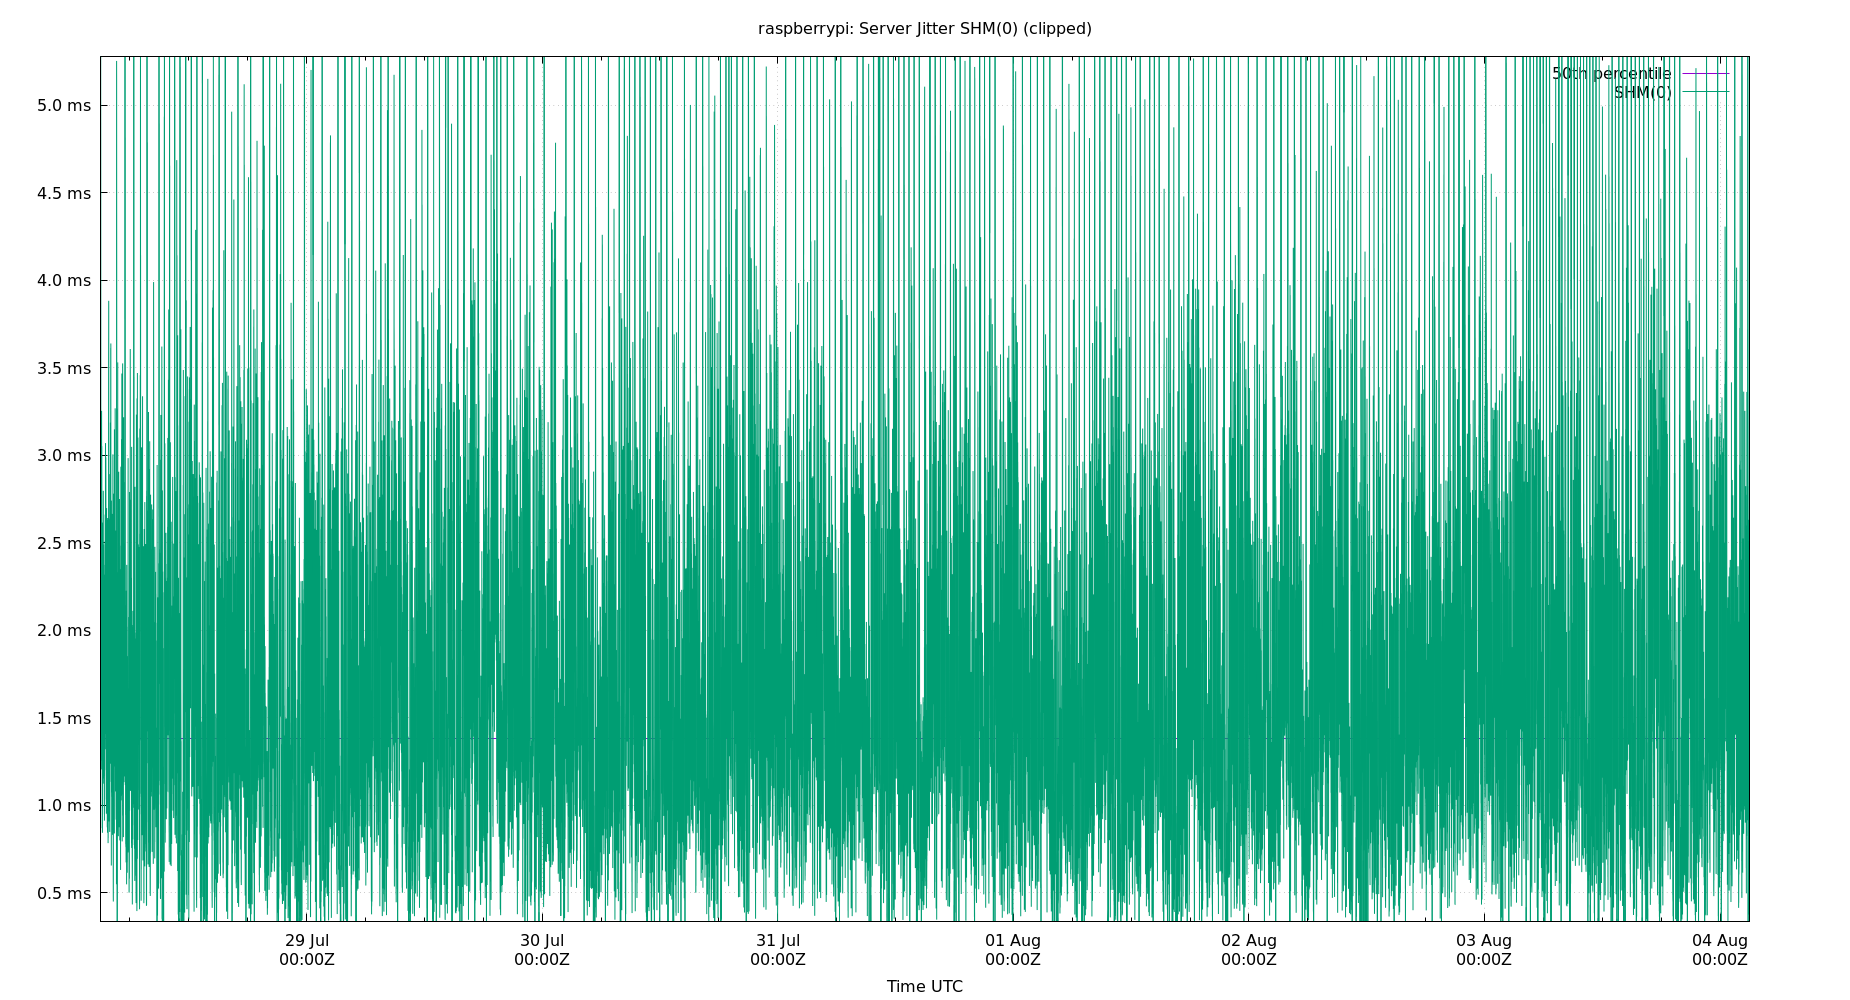 raspberrypi: Server Jitter SHM(0) (clipped)
50th percentile
SHM(0)
5.0 ms
4.5 ms
4.0 ms
3.5 ms
3.0 ms
2.5 ms
2.0 ms
1.5 ms
1.0 ms
0.5 ms
29 Jul 30 Jul 31 Jul 01 Aug 02 Aug 03 Aug 04 Aug
00:00Z 00:00Z 00:00Z 00:00Z 00:00Z 00:00Z 00:00Z
Time UTC